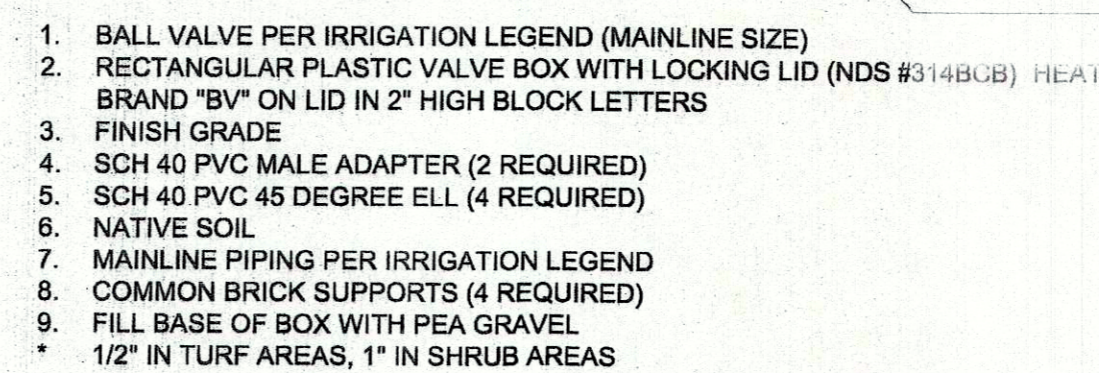 1. BALL VALVE PER IRRIGATION LEGEND (MAINLINE SIZE)
2. RECTANGULAR PLASTIC VALVE BOX WITH LOCKING LID (NDS #314BCB) HEAT
BRAND "BV" ON LID IN 2" HIGH BLOCK LETTERS
3. FINISH GRADE
4. SCH 40 PVC MALE ADAPTER (2 REQUIRED)
5. SCH 40 PVC 45 DEGREE ELL (4 REQUIRED)
6. NATIVE SOIL
7. MAINLINE PIPING PER IRRIGATION LEGEND
8. COMMON BRICK SUPPORTS (4 REQUIRED)
9. FILL BASE OF BOX WITH PEA GRAVEL
* 1/2" IN TURF AREAS, 1" IN SHRUB AREAS